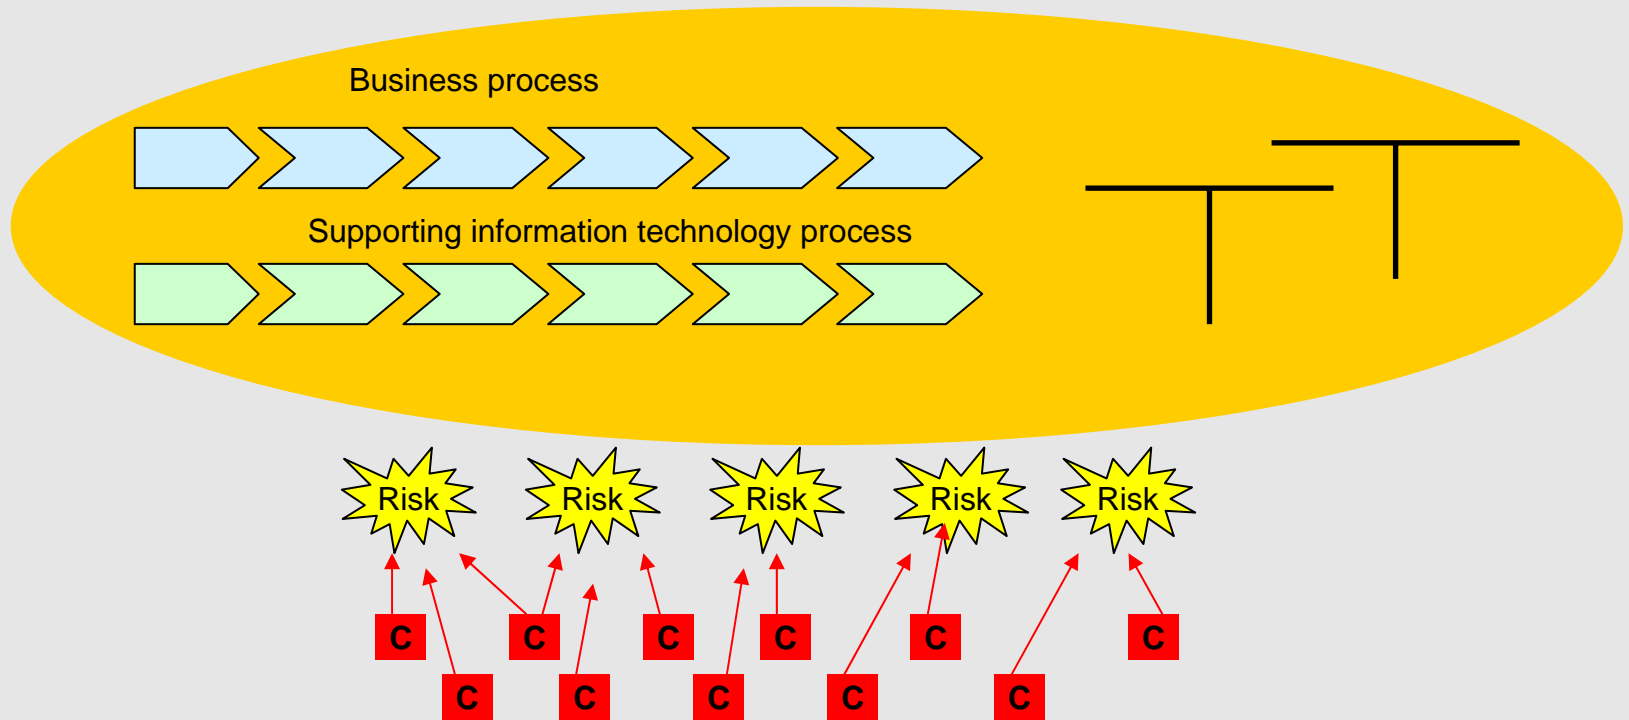 Business process
Supporting information technology process
Risk Risk Risk Risk Risk
C C C C C C
C C C C C